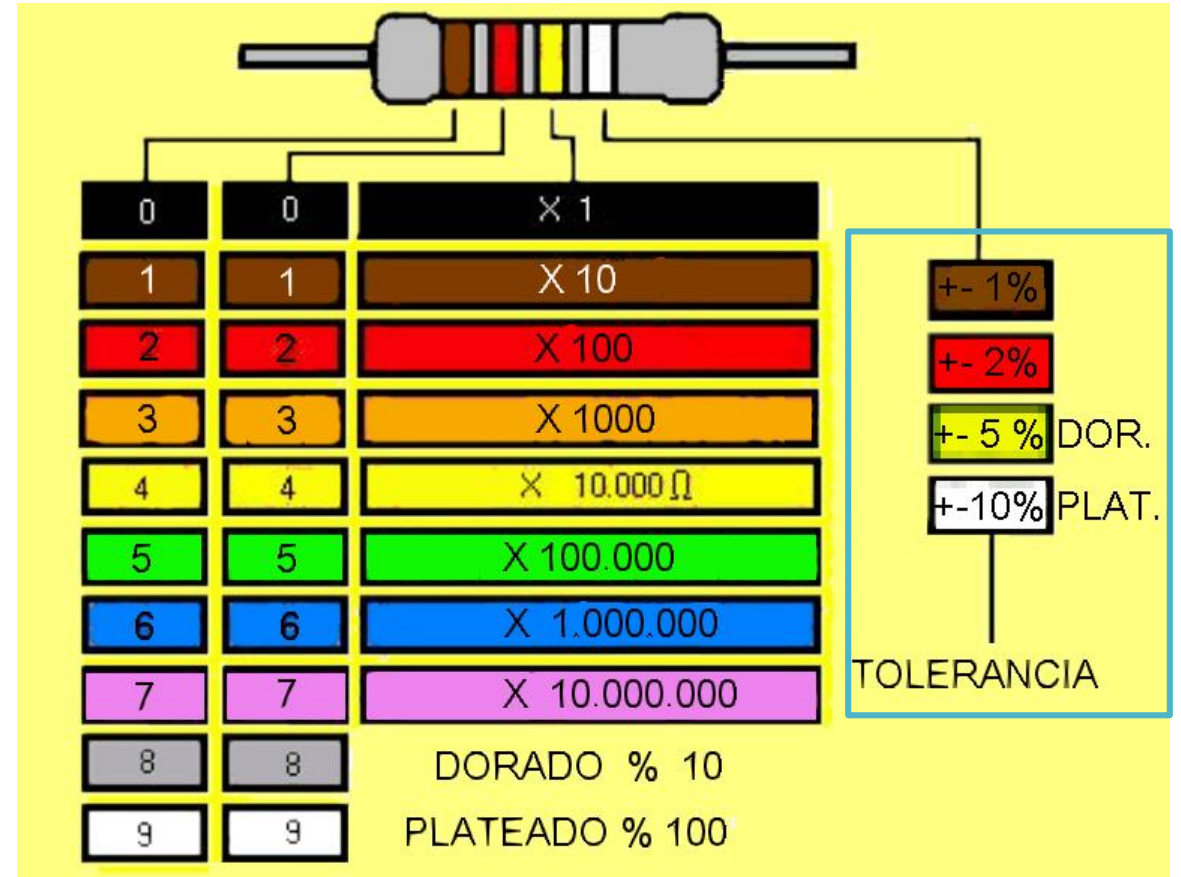 0 0 X 1
1 1 X 10
2 2 X 100
3 3 X 1000
4 4 X 10.000 Ω
5 5 X 100.000
6 6 X 1.000.000
7 7 X 10.000.000
8 8 DORADO % 10
9 9 PLATEADO % 100
+- 1%
+- 2%
+- 5 % DOR.
+-10% PLAT.
TOLERANCIA